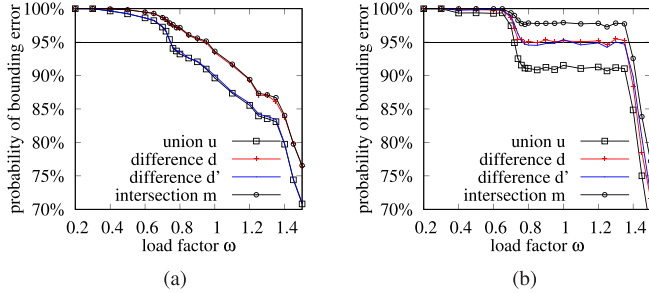 probability of bounding error
100%
95%
90%
85%
80%
75%
70%
union u
difference d
difference d'
intersection m
0.2 0.4 0.6 0.8 1 1.2 1.4
load factor ω
(a)
probability of bounding error
100%
95%
90%
85%
80%
75%
70%
union u
difference d
difference d'
intersection m
0.2 0.4 0.6 0.8 1 1.2 1.4
load factor ω
(b)